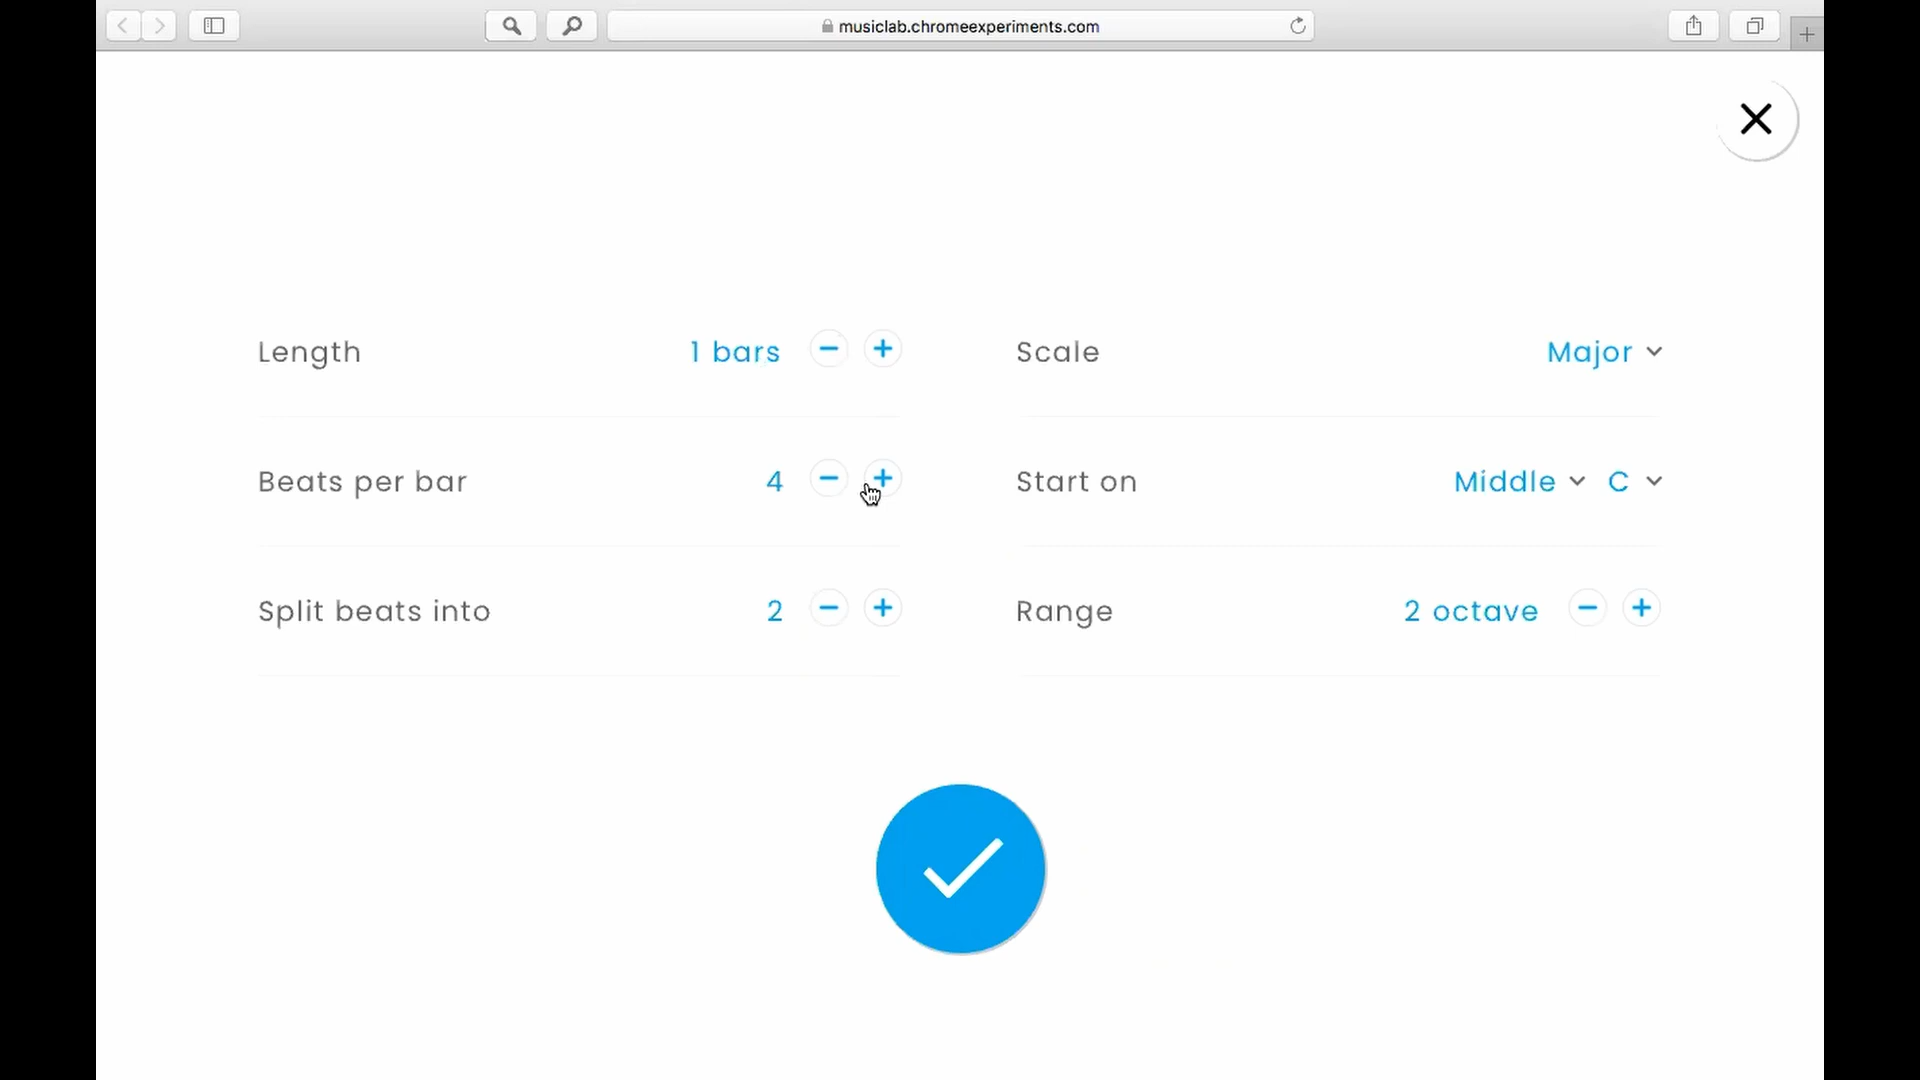 musiclab.chromeexperiments.com
Length 1 bars
Scale Major
Beats per bar 4
Start on Middle C
Split beats into 2
Range 2 octave